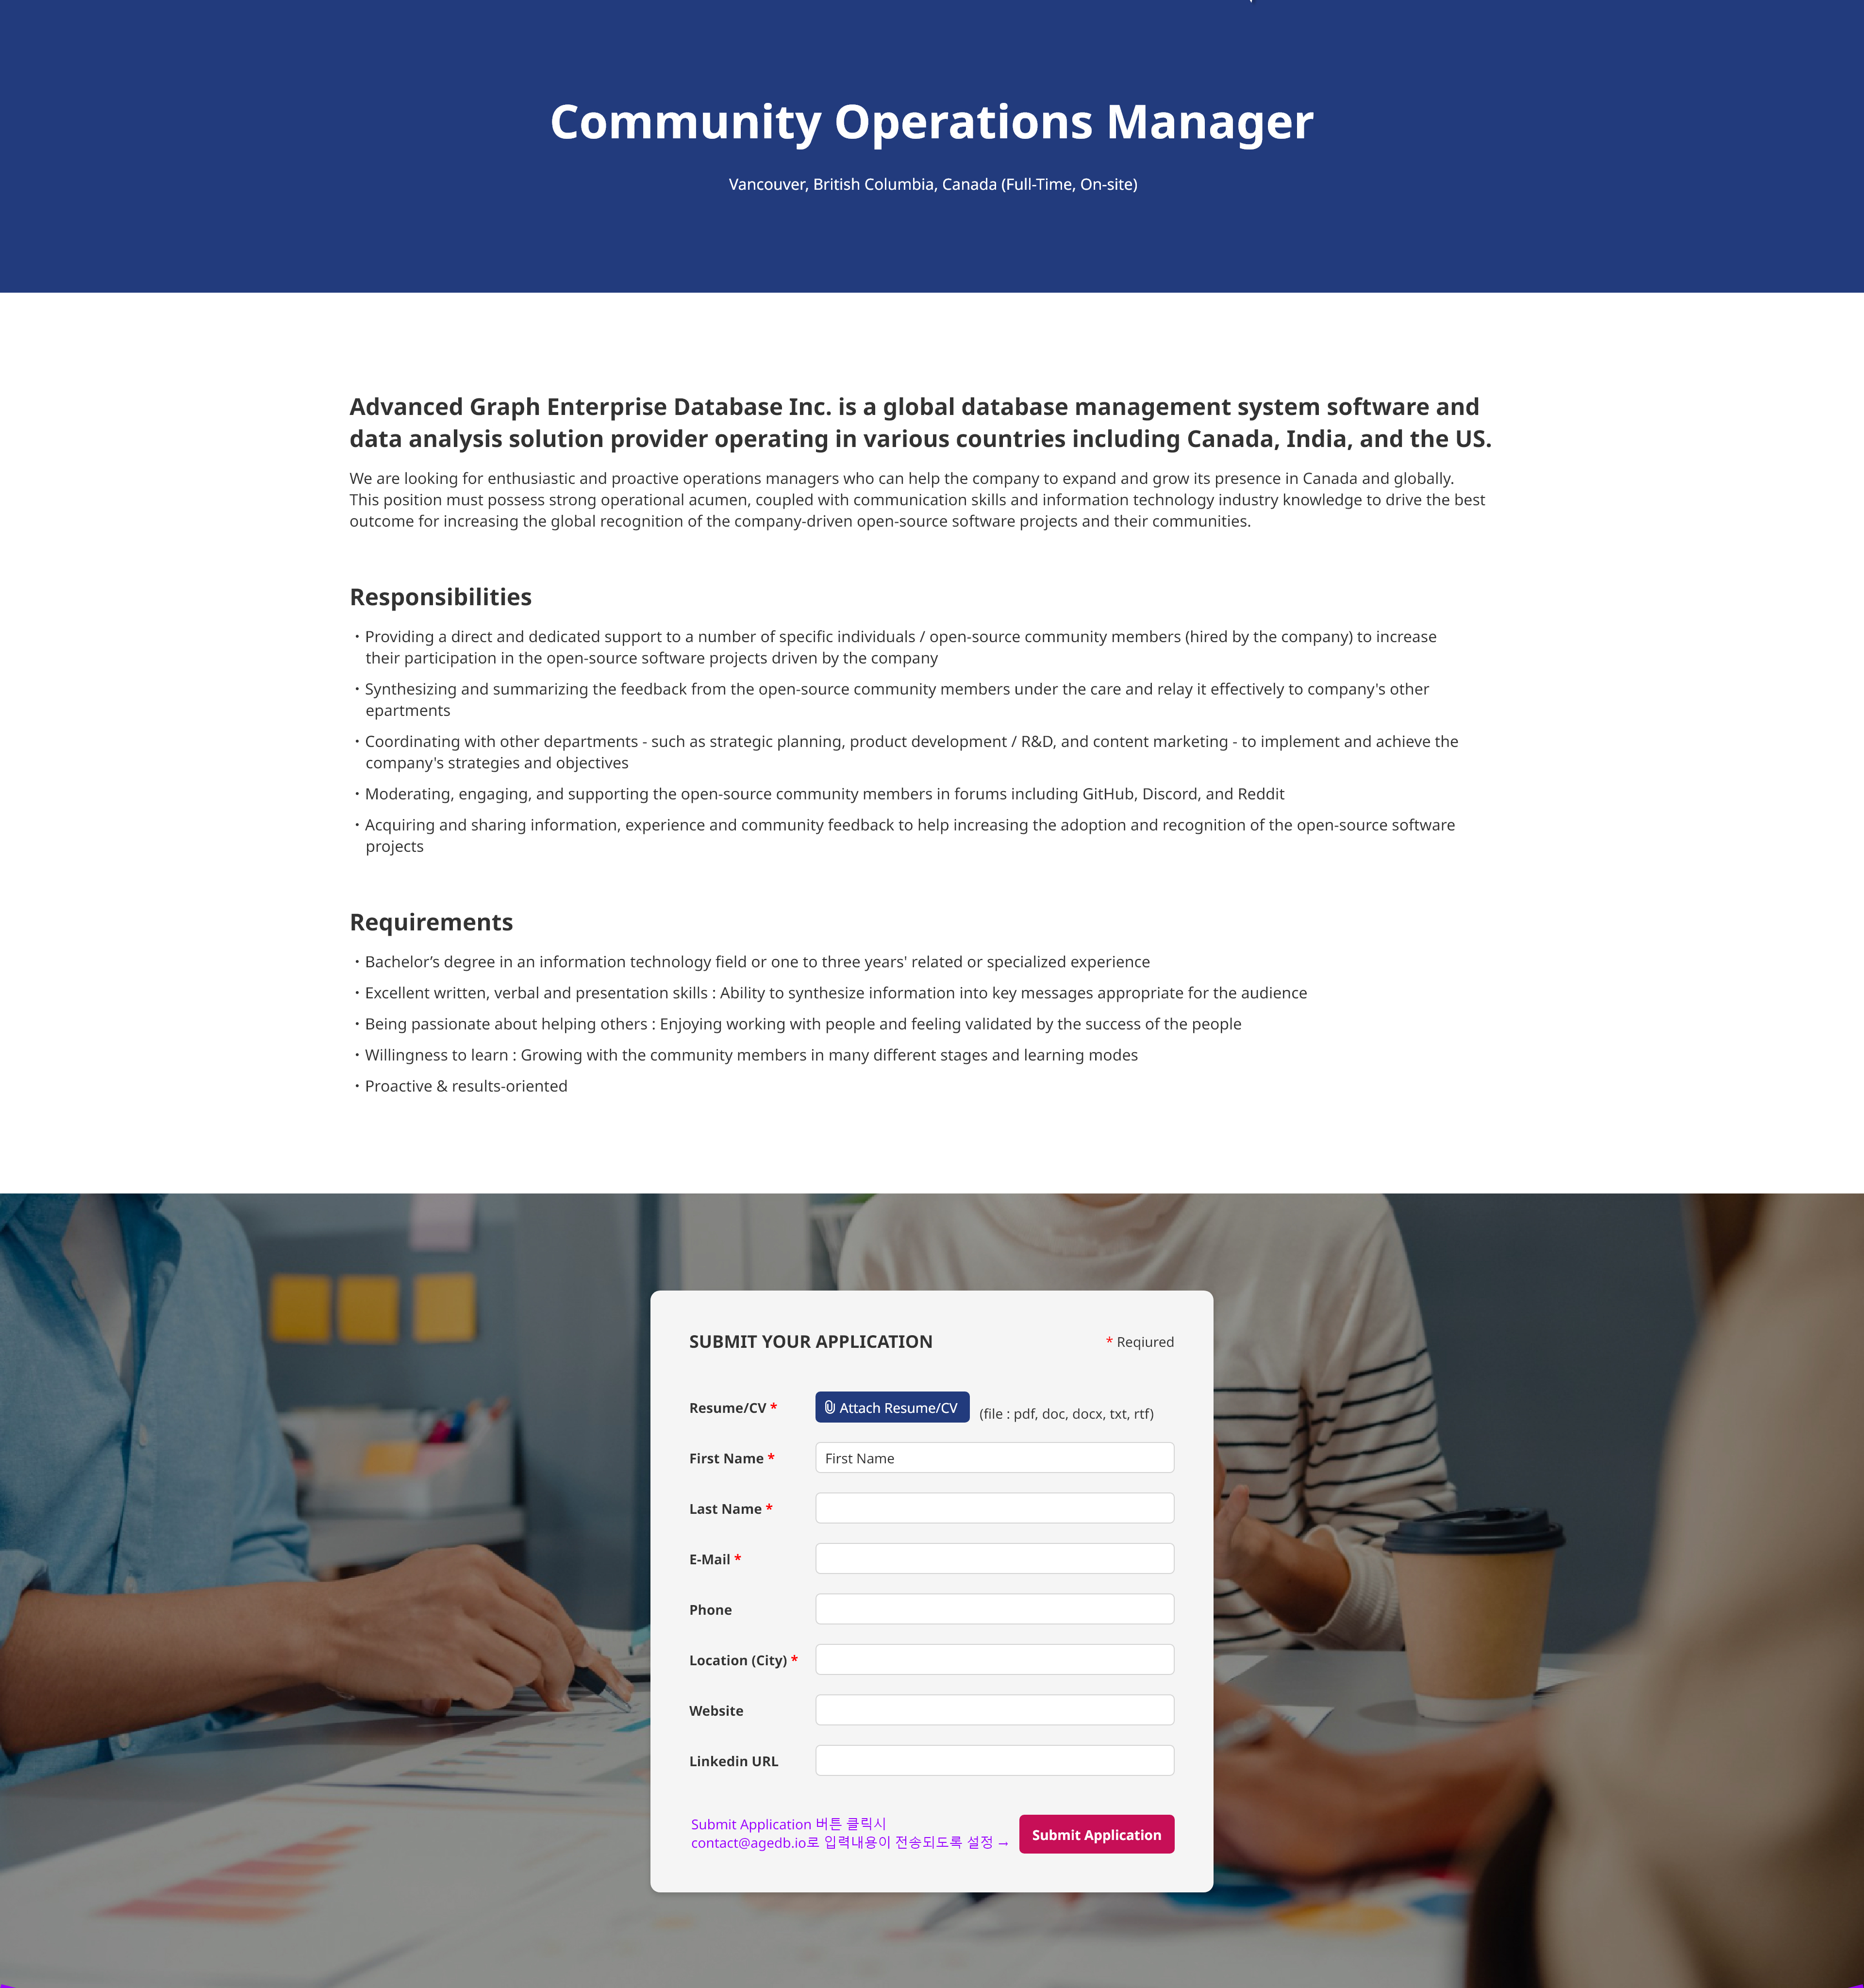 Community Operations Manager
Vancouver, British Columbia, Canada (Full-Time, On-site)
Advanced Graph Enterprise Database Inc. is a global database management system software and
data analysis solution provider operating in various countries including Canada, India, and the US.
We are looking for enthusiastic and proactive operations managers who can help the company to expand and grow its presence in Canada and globally.
This position must possess strong operational acumen, coupled with communication skills and information technology industry knowledge to drive the best
outcome for increasing the global recognition of the company-driven open-source software projects and their communities.
Responsibilities
・Providing a direct and dedicated support to a number of specific individuals / open-source community members (hired by the company) to increase
their participation in the open-source software projects driven by the company
・Synthesizing and summarizing the feedback from the open-source community members under the care and relay it effectively to company's other
epartments
・Coordinating with other departments - such as strategic planning, product development / R&D, and content marketing - to implement and achieve the
company's strategies and objectives
・Moderating, engaging, and supporting the open-source community members in forums including GitHub, Discord, and Reddit
・Acquiring and sharing information, experience and community feedback to help increasing the adoption and recognition of the open-source software
projects
Requirements
・Bachelor’s degree in an information technology field or one to three years' related or specialized experience
・Excellent written, verbal and presentation skills : Ability to synthesize information into key messages appropriate for the audience
・Being passionate about helping others : Enjoying working with people and feeling validated by the success of the people
・Willingness to learn : Growing with the community members in many different stages and learning modes
・Proactive & results-oriented
SUBMIT YOUR APPLICATION
* Reqiured
Resume/CV * Attach Resume/CV (file : pdf, doc, docx, txt, rtf)
First Name * First Name
Last Name *
E-Mail *
Phone
Location (City) *
Website
Linkedin URL
Submit Application 버튼 클릭시
contact@agedb.io로 입력내용이 전송되도록 설정 →
Submit Application